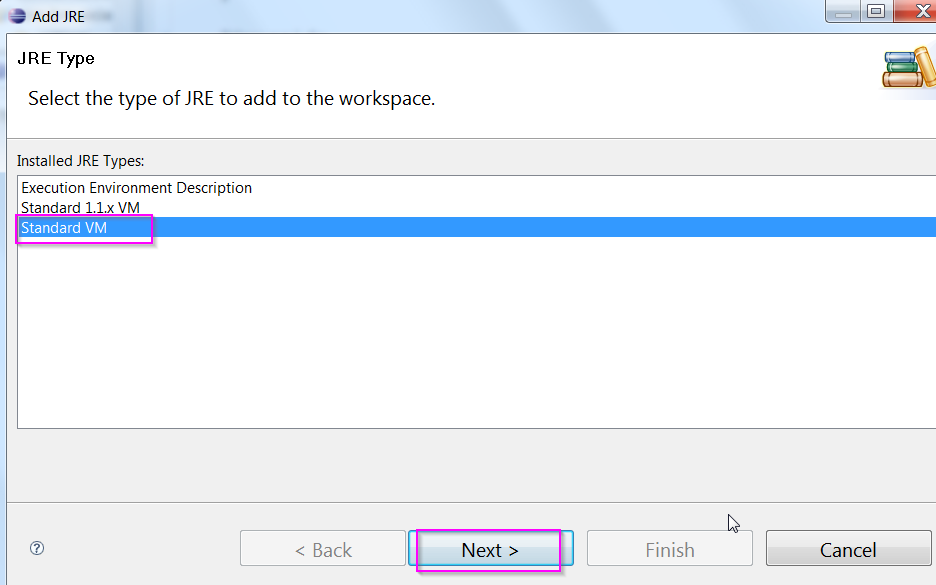 Add JRE
JRE Type
Select the type of JRE to add to the workspace.
Installed JRE Types:
Execution Environment Description
Standard 1.1.x VM
Standard VM
? < Back Next > Finish Cancel